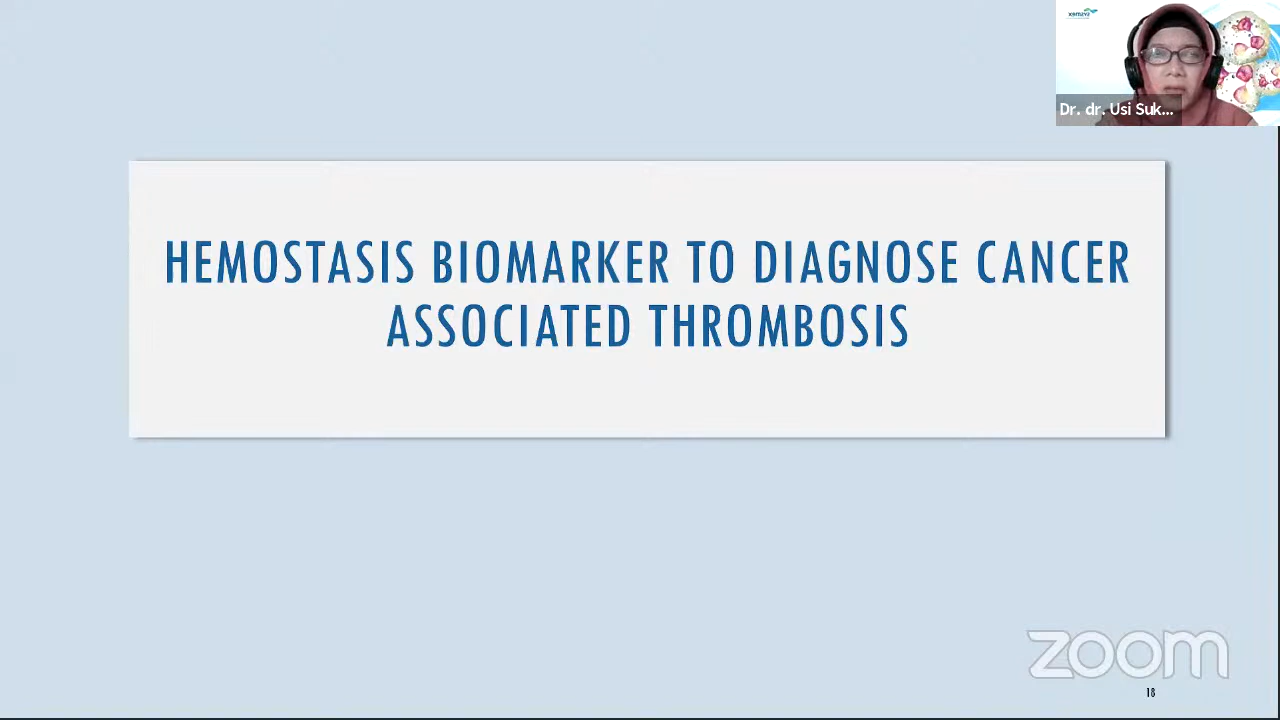 Dr. dr. Usi Suk...
HEMOSTASIS BIOMARKER TO DIAGNOSE CANCER
ASSOCIATED THROMBOSIS
zoom
18